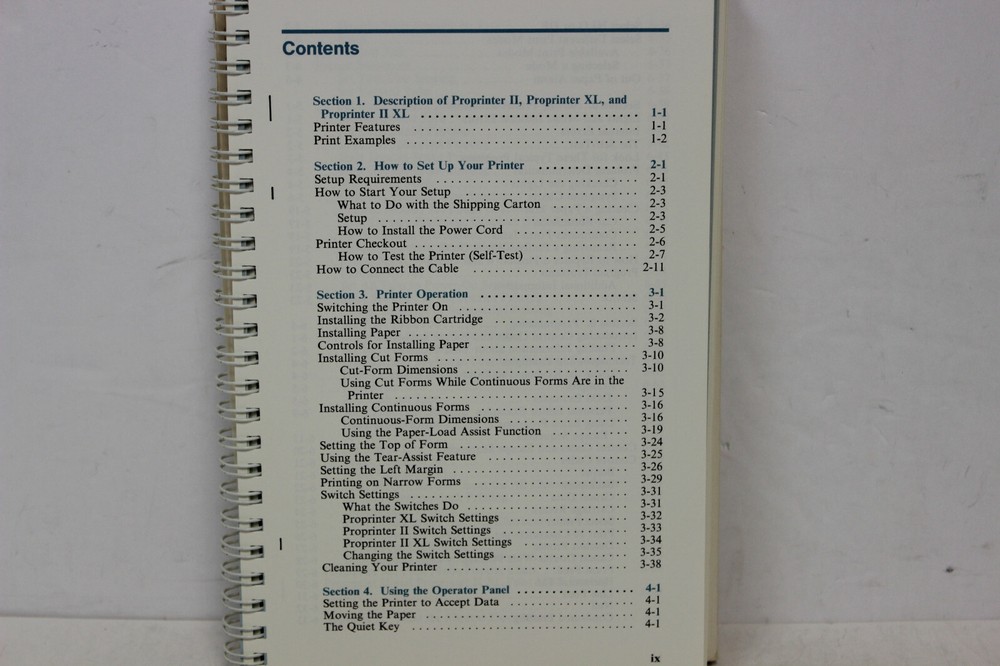 Contents
Section 1. Description of Proprinter II, Proprinter XL, and
Proprinter II XL . . . . . . . . . . . . . . . . . . . . . . . . . . . . . . . 1-1
Printer Features . . . . . . . . . . . . . . . . . . . . . . . . . . . . . . . 1-1
Print Examples . . . . . . . . . . . . . . . . . . . . . . . . . . . . . . . . 1-2
Section 2. How to Set Up Your Printer . . . . . . . . . . . . . . 2-1
Setup Requirements . . . . . . . . . . . . . . . . . . . . . . . . . . . . 2-1
How to Start Your Setup . . . . . . . . . . . . . . . . . . . . . . . . 2-3
What to Do with the Shipping Carton . . . . . . . . . . . . 2-3
Setup . . . . . . . . . . . . . . . . . . . . . . . . . . . . . . . . . . . . 2-3
How to Install the Power Cord . . . . . . . . . . . . . . . . . 2-5
Printer Checkout . . . . . . . . . . . . . . . . . . . . . . . . . . . . . . 2-6
How to Test the Printer (Self-Test) . . . . . . . . . . . . . . 2-7
How to Connect the Cable . . . . . . . . . . . . . . . . . . . . . . . 2-11
Section 3. Printer Operation . . . . . . . . . . . . . . . . . . . . . . 3-1
Switching the Printer On . . . . . . . . . . . . . . . . . . . . . . . . 3-1
Installing the Ribbon Cartridge . . . . . . . . . . . . . . . . . . . . 3-2
Installing Paper . . . . . . . . . . . . . . . . . . . . . . . . . . . . . . . 3-8
Controls for Installing Paper . . . . . . . . . . . . . . . . . . . . . . 3-8
Installing Cut Forms . . . . . . . . . . . . . . . . . . . . . . . . . . . 3-10
Cut-Form Dimensions . . . . . . . . . . . . . . . . . . . . . . . . 3-10
Using Cut Forms While Continuous Forms Are in the
Printer . . . . . . . . . . . . . . . . . . . . . . . . . . . . . . . . . 3-15
Installing Continuous Forms . . . . . . . . . . . . . . . . . . . . . 3-16
Continuous-Form Dimensions . . . . . . . . . . . . . . . . . . 3-16
Using the Paper-Load Assist Function . . . . . . . . . . . . 3-19
Setting the Top of Form . . . . . . . . . . . . . . . . . . . . . . . . 3-24
Using the Tear-Assist Feature . . . . . . . . . . . . . . . . . . . . 3-25
Setting the Left Margin . . . . . . . . . . . . . . . . . . . . . . . . . 3-26
Printing on Narrow Forms . . . . . . . . . . . . . . . . . . . . . . 3-29
Switch Settings . . . . . . . . . . . . . . . . . . . . . . . . . . . . . . . 3-31
What the Switches Do . . . . . . . . . . . . . . . . . . . . . . . 3-31
Proprinter XL Switch Settings . . . . . . . . . . . . . . . . . 3-32
Proprinter II Switch Settings . . . . . . . . . . . . . . . . . . 3-33
Proprinter II XL Switch Settings . . . . . . . . . . . . . . . 3-34
Changing the Switch Settings . . . . . . . . . . . . . . . . . . 3-35
Cleaning Your Printer . . . . . . . . . . . . . . . . . . . . . . . . . . 3-38
Section 4. Using the Operator Panel . . . . . . . . . . . . . . . . 4-1
Setting the Printer to Accept Data . . . . . . . . . . . . . . . . . 4-1
Moving the Paper . . . . . . . . . . . . . . . . . . . . . . . . . . . . . 4-1
The Quiet Key . . . . . . . . . . . . . . . . . . . . . . . . . . . . . . . 4-1
ix